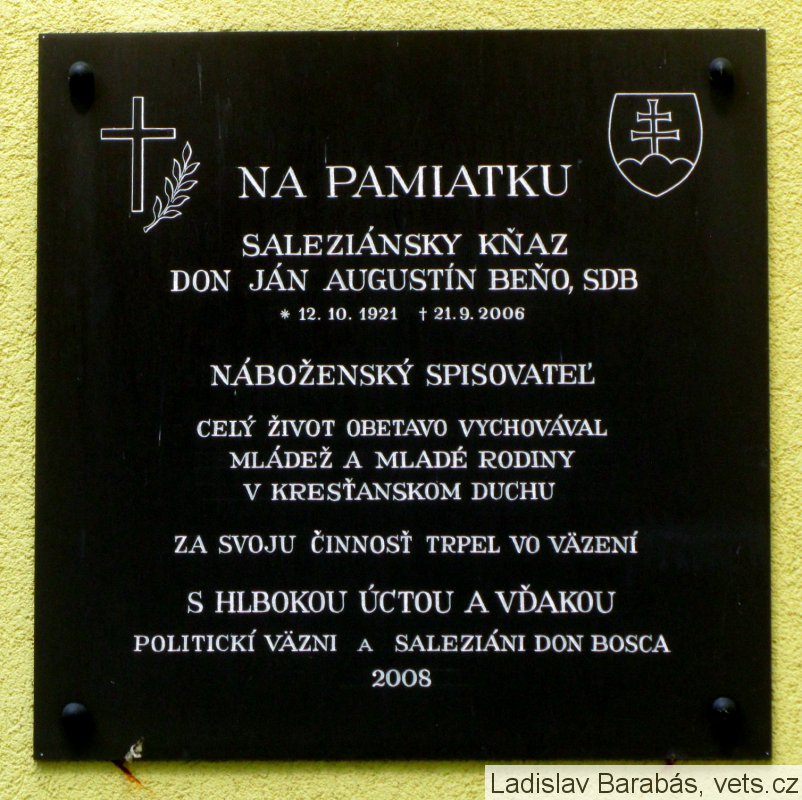 NA PAMIATKU
SALEZIÁNSKY KŇAZ
DON JÁN AUGUSTÍN BEŇO, SDB
* 12. 10. 1921 † 21. 9. 2006
NÁBOŽENSKÝ SPISOVATEĽ
CELÝ ŽIVOT OBETAVO VYCHOVÁVAL
MLÁDEŽ A MLADÉ RODINY
V KRESŤANSKOM DUCHU
ZA SVOJU ČINNOSŤ TRPEL VO VÄZENÍ
S HLBOKOU ÚCTOU A VĎAKOU
POLITICKÍ VÄZNI A SALEZIÁNI DON BOSCA
2008
Ladislav Barabás, vets.cz